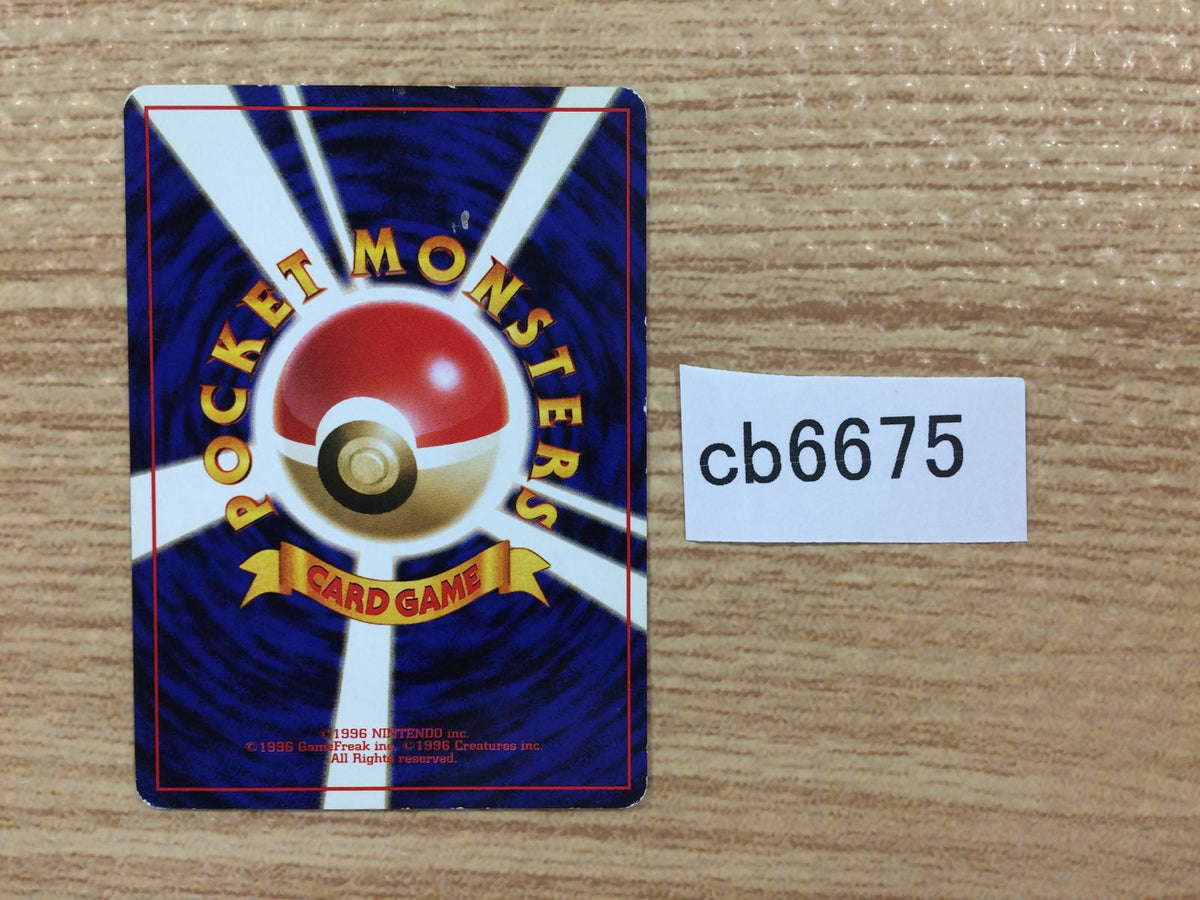 POCKET MONSTERS
CARD GAME
©1996 NINTENDO inc.
©1996 GameFreak inc. ©1996 Creatures inc.
All Rights reserved.
cb6675